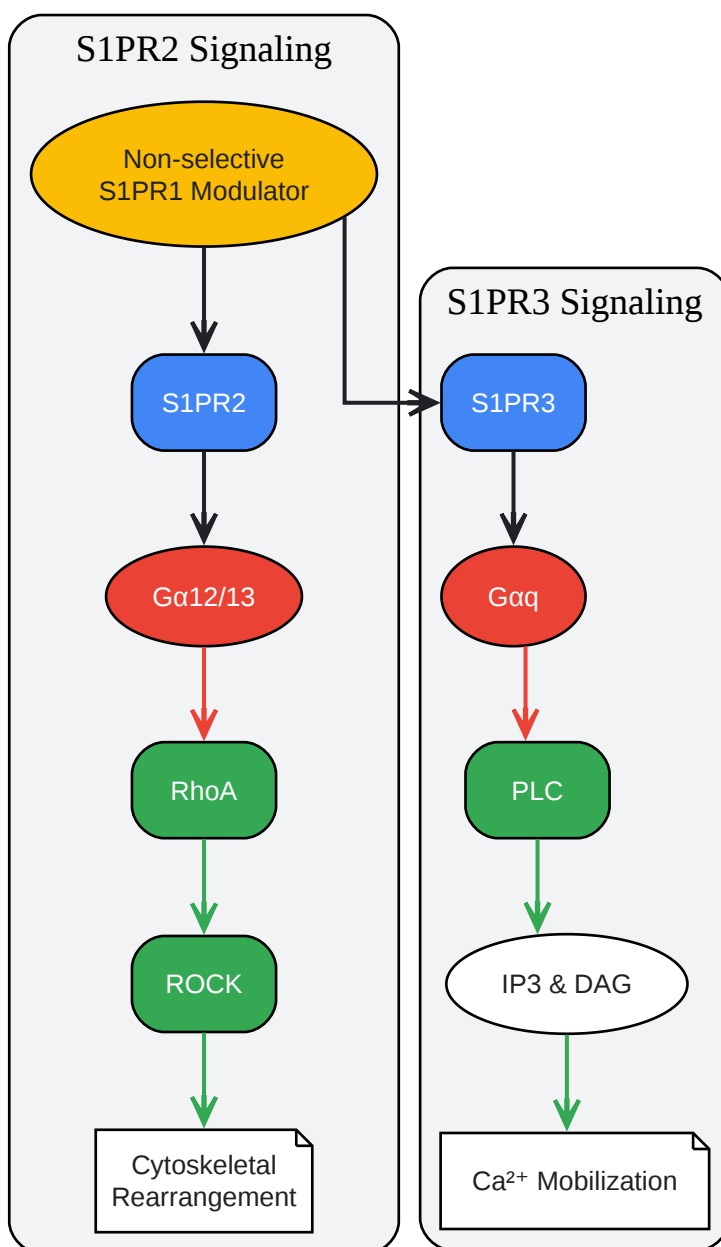 S1PR2 Signaling
Non-selective
S1PR1 Modulator
S1PR2
Gα12/13
RhoA
ROCK
Cytoskeletal
Rearrangement
S1PR3 Signaling
S1PR3
Gαq
PLC
IP3 & DAG
Ca²⁺ Mobilization